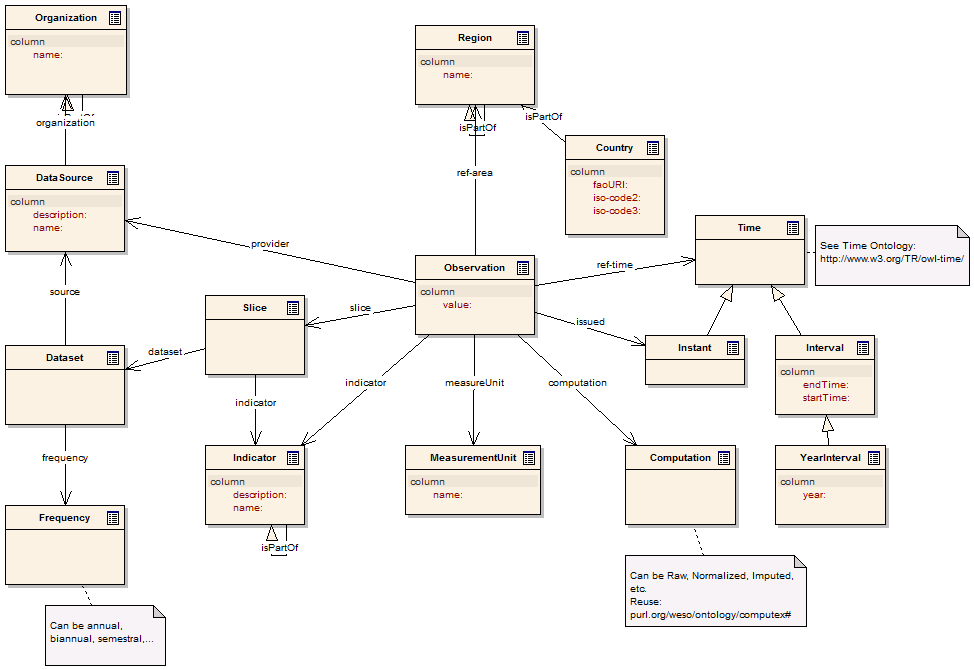 Organization
column
name:
isPartOf
organization
DataSource
column
description:
name:
source
Dataset
frequency
Frequency
Can be annual,
biannual, semestral,...
Region
column
name:
isPartOf
isPartOf
ref-area
Country
column
faoURI:
iso-code2:
iso-code3:
provider
Observation
column
value:
ref-time
issued
Time
See Time Ontology:
http://www.w3.org/TR/owl-time/
Slice
slice
dataset
indicator
indicator
measureUnit
computation
Instant
Interval
column
endTime:
startTime:
Indicator
column
description:
name:
isPartOf
MeasurementUnit
column
name:
Computation
YearInterval
column
year:
Can be Raw, Normalized, Imputed,
etc.
Reuse:
purl.org/weso/ontology/computex#